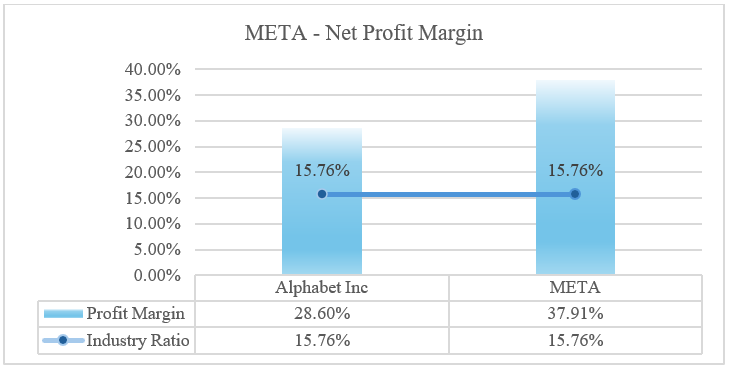 META - Net Profit Margin
40.00%
35.00%
30.00%
25.00%
20.00%
15.00%
10.00%
5.00%
0.00%
15.76% 15.76%
Alphabet Inc META
Profit Margin 28.60% 37.91%
Industry Ratio 15.76% 15.76%